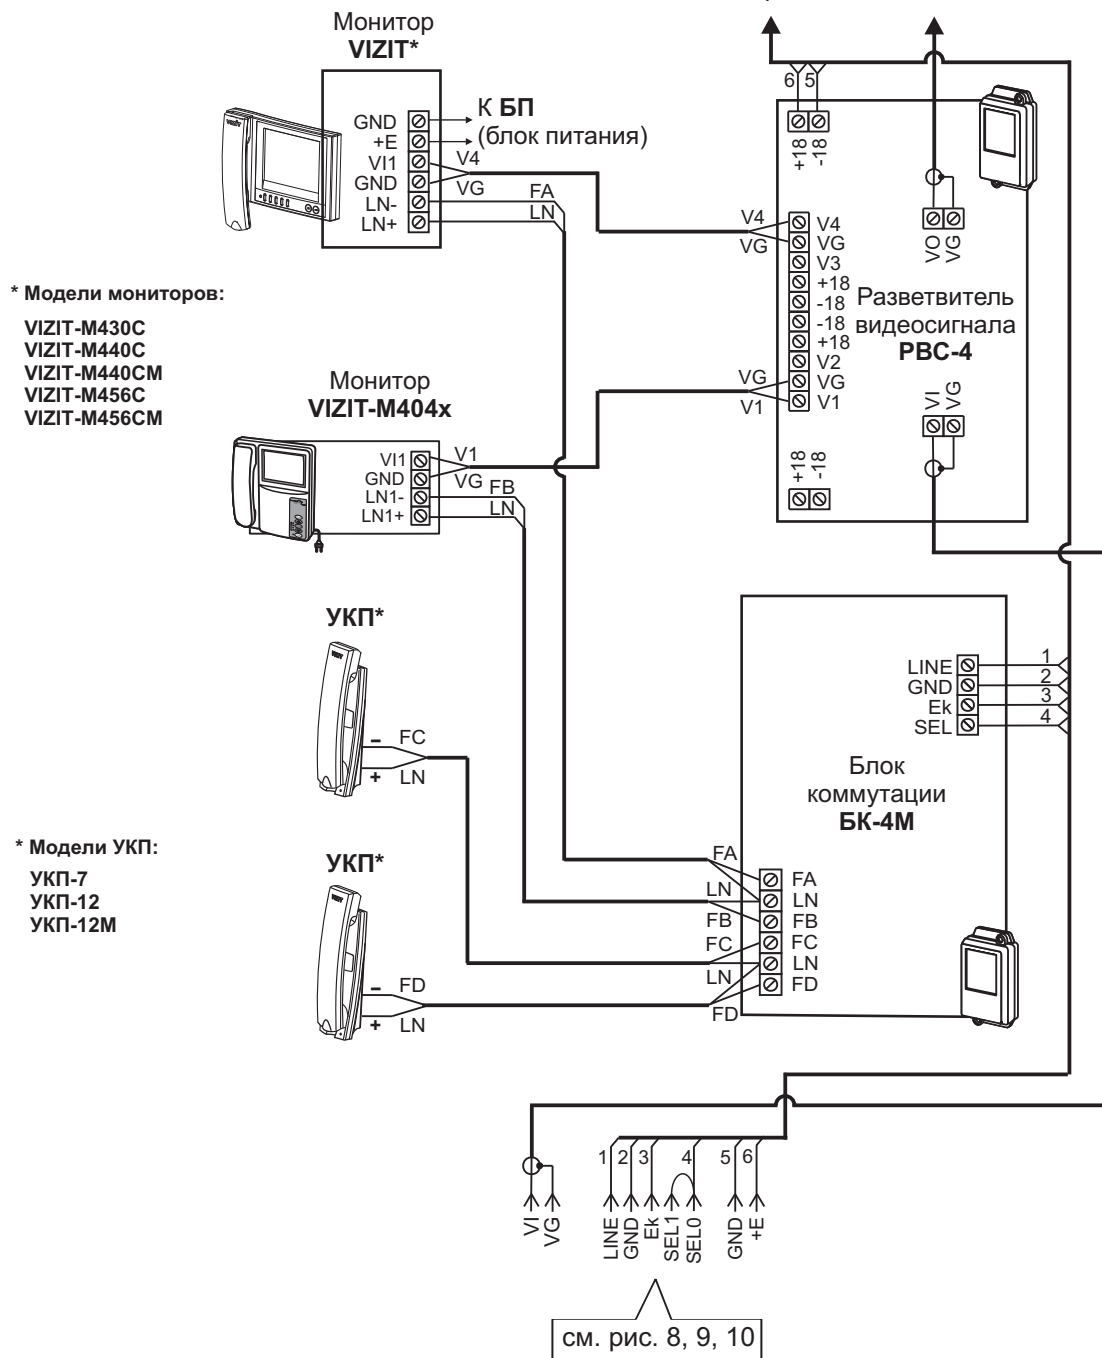 Монитор
VIZIT*
GND
+E
VI1
GND
LN-
LN+
К БП
(блок питания)
V4
VG
FA
LN
* Модели мониторов:
VIZIT-M430C
VIZIT-M440C
VIZIT-M440CM
VIZIT-M456C
VIZIT-M456CM
6
5
+18
-18
VO
VG
V4
VG
V4
VG
V3
+18
-18
-18
+18
V2
VG
V1
VG
V1
Разветвитель
видеосигнала
РВС-4
VI
VG
+18
-18
Монитор
VIZIT-M404x
VI1
GND
LN1-
LN1+
V1
VG
FB
LN
УКП*
– FC
+ LN
LINE 1
GND 2
Ek 3
SEL 4
Блок
коммутации
БК-4М
* Модели УКП:
УКП-7
УКП-12
УКП-12М
УКП*
– FD
+ LN
FA
LN
FB
FC
LN
FD
FA
LN
FB
FC
LN
FD
1
2
3
4
5
6
VI
VG
LINE
GND
Ek
SEL1
SEL0
GND
+E
см. рис. 8, 9, 10